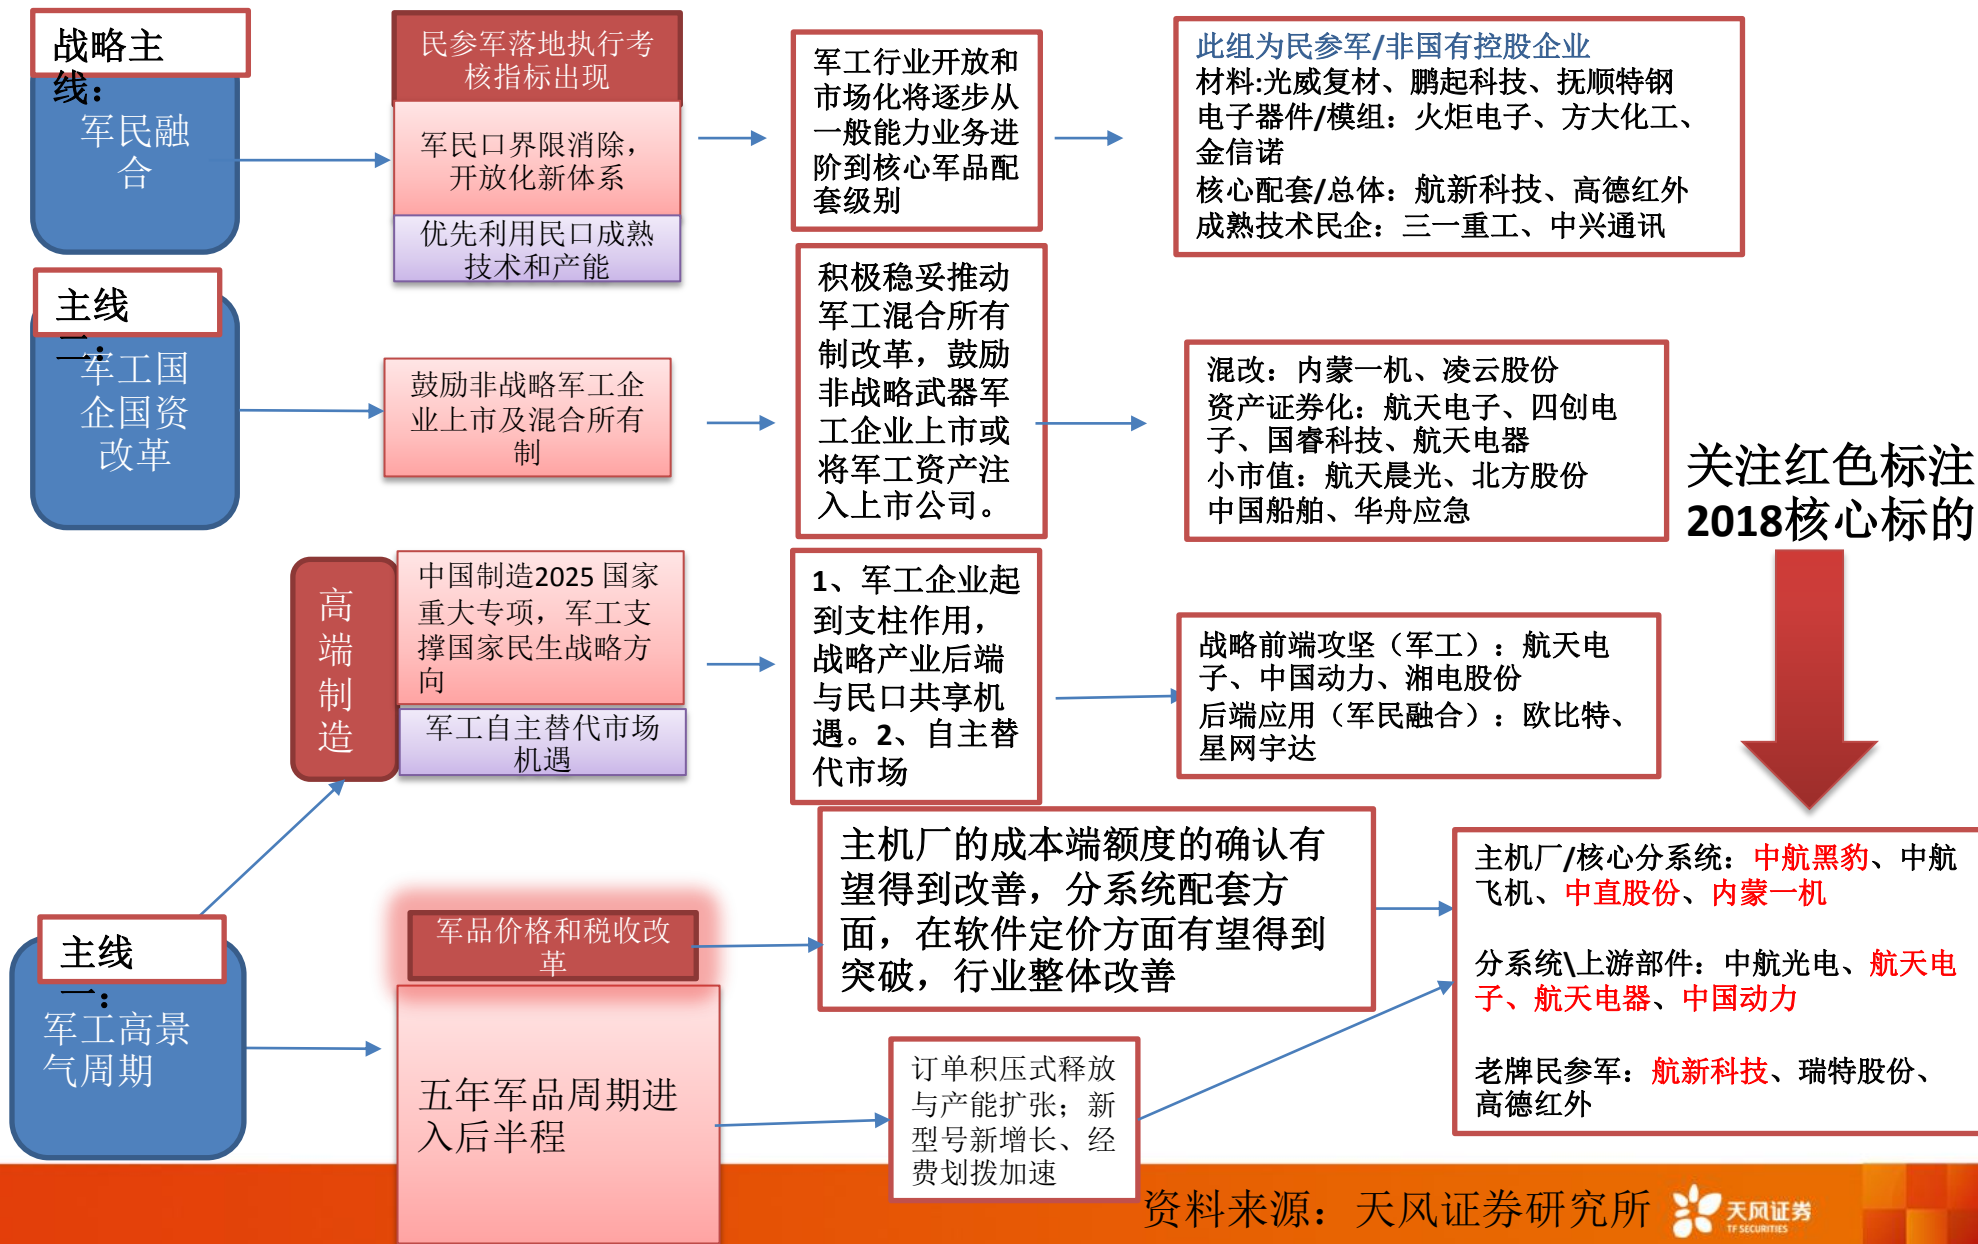 战略主
线：
军民融
合
民参军落地执行考
核指标出现
军民口界限消除，
开放化新体系
优先利用民口成熟
技术和产能
军工行业开放和
市场化将逐步从
一般能力业务进
阶到核心军品配
套级别
此组为民参军/非国有控股企业
材料:光威复材、鹏起科技、抚顺特钢
电子器件/模组：火炬电子、方大化工、
金信诺
核心配套/总体：航新科技、高德红外
成熟技术民企：三一重工、中兴通讯
主线
二：
军工国
企国资
改革
鼓励非战略军工企
业上市及混合所有
制
积极稳妥推动
军工混合所有
制改革，鼓励
非战略武器军
工企业上市或
将军工资产注
入上市公司。
混改：内蒙一机、凌云股份
资产证券化：航天电子、四创电
子、国睿科技、航天电器
小市值：航天晨光、北方股份
中国船舶、华舟应急
关注红色标注
2018核心标的
高
端
制
造
中国制造2025 国家
重大专项，军工支
撑国家民生战略方
向
军工自主替代市场
机遇
1、军工企业起
到支柱作用，
战略产业后端
与民口共享机
遇。2、自主替
代市场
战略前端攻坚（军工）：航天电
子、中国动力、湘电股份
后端应用（军民融合）：欧比特、
星网宇达
主线
一：
军工高景
气周期
军品价格和税收改
革
五年军品周期进
入后半程
主机厂的成本端额度的确认有
望得到改善，分系统配套方
面，在软件定价方面有望得到
突破，行业整体改善
订单积压式释放
与产能扩张；新
型号新增长、经
费划拨加速
主机厂/核心分系统：中航黑豹、中航
飞机、中直股份、内蒙一机
分系统\上游部件：中航光电、航天电
子、航天电器、中国动力
老牌民参军：航新科技、瑞特股份、
高德红外
资料来源：天风证券研究所
天风证券
TF SECURITIES